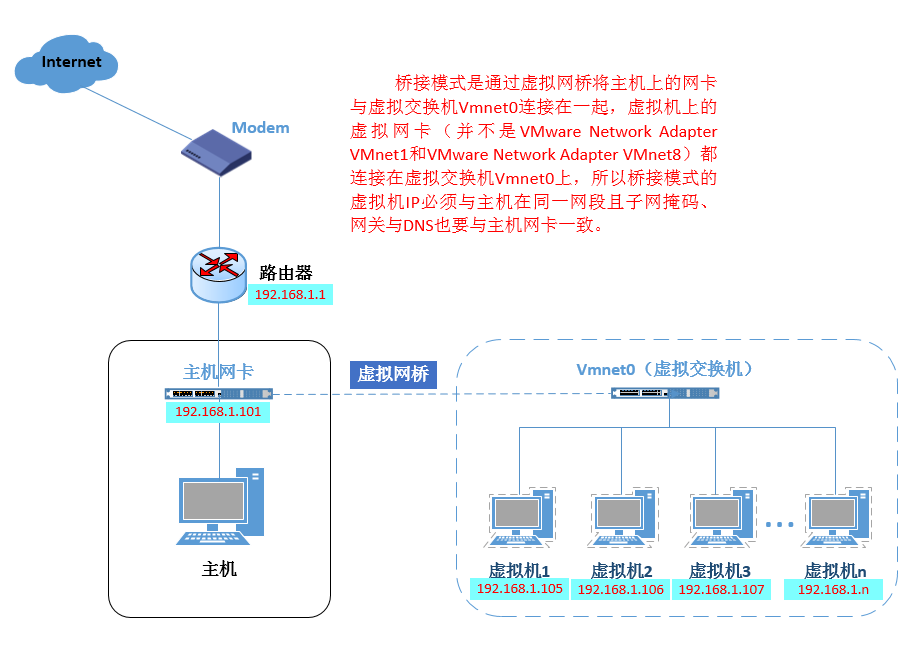 Internet
Modem
桥接模式是通过虚拟网桥将主机上的网卡
与虚拟交换机Vmnet0连接在一起，虚拟机上的
虚拟网卡（并不是VMware Network Adapter
VMnet1和VMware Network Adapter VMnet8）都
连接在虚拟交换机Vmnet0上，所以桥接模式的
虚拟机IP必须与主机在同一网段且子网掩码、
网关与DNS也要与主机网卡一致。
路由器
192.168.1.1
主机网卡
192.168.1.101
主机
虚拟网桥
Vmnet0（虚拟交换机）
虚拟机1
192.168.1.105
虚拟机2
192.168.1.106
虚拟机3
192.168.1.107
...
虚拟机n
192.168.1.n